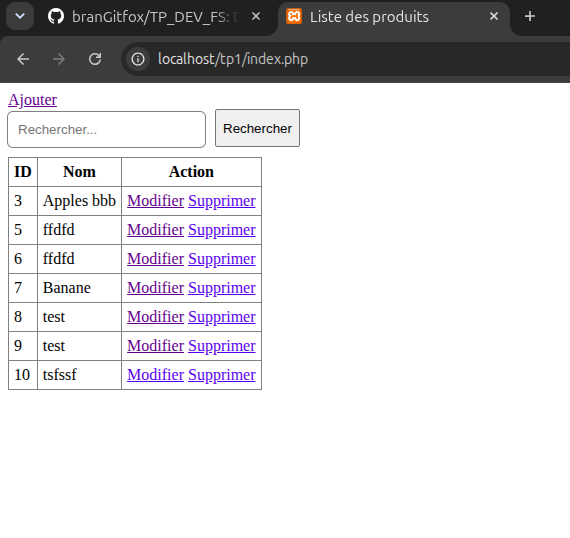 branGitfox/TP_DEV_FS: D
Liste des produits
localhost/tp1/index.php
Ajouter
Rechercher... Rechercher
ID Nom Action
3 Apples bbb Modifier Supprimer
5 ffdfd Modifier Supprimer
6 ffdfd Modifier Supprimer
7 Banane Modifier Supprimer
8 test Modifier Supprimer
9 test Modifier Supprimer
10 tsfssf Modifier Supprimer